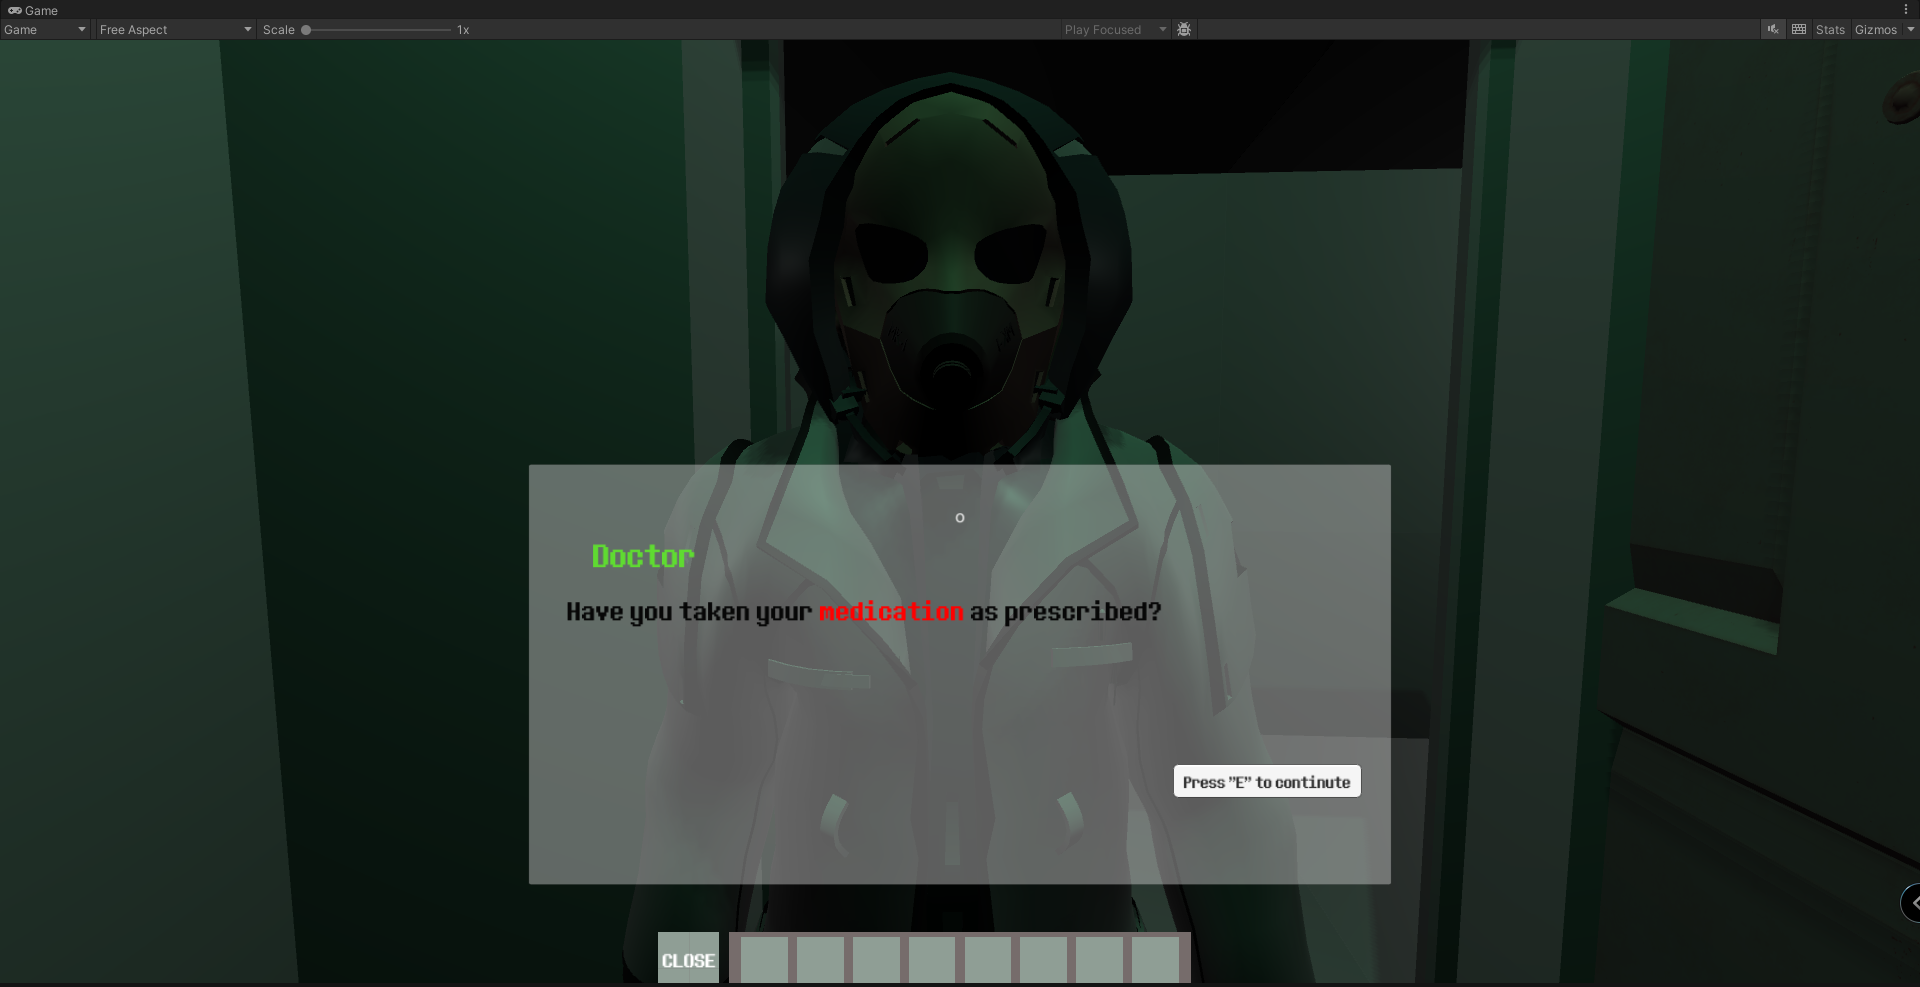 Game
Game
Free Aspect
Scale
1x
Play Focused
Stats
Gizmos
Doctor
Have you taken your medication as prescribed?
Press "E" to continute
CLOSE